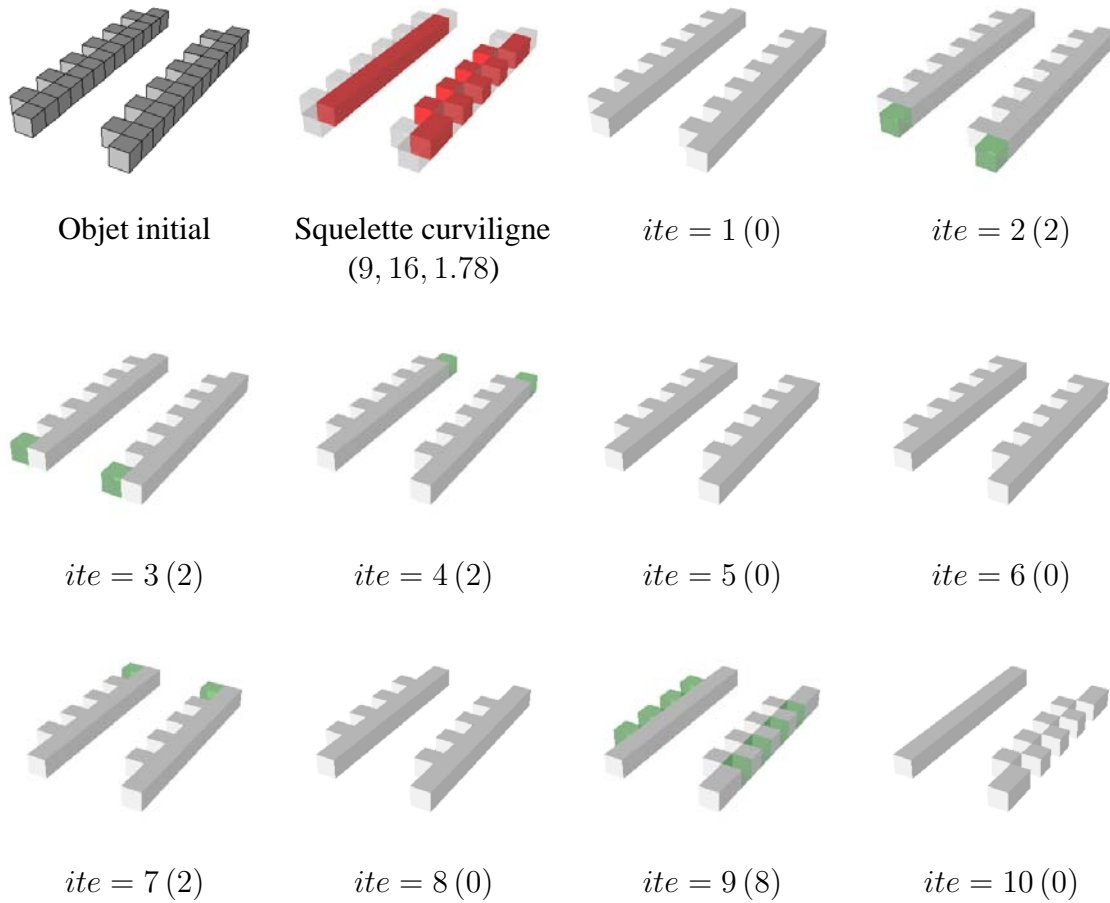 Objet initial
Squelette curviligne
(9, 16, 1.78)
ite = 1 (0)
ite = 2 (2)
ite = 3 (2)
ite = 4 (2)
ite = 5 (0)
ite = 6 (0)
ite = 7 (2)
ite = 8 (0)
ite = 9 (8)
ite = 10 (0)